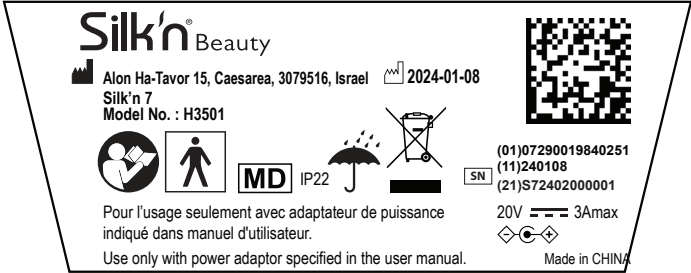 Silk'n® Beauty
Alon Ha-Tavor 15, Caesarea, 3079516, Israel 2024-01-08
Silk'n 7
Model No. : H3501
MD IP22
SN
(01)07290019840251
(11)240108
(21)S72402000001
Pour l'usage seulement avec adaptateur de puissance
indiqué dans manuel d'utilisateur.
Use only with power adaptor specified in the user manual.
20V 3Amax
Made in CHINA